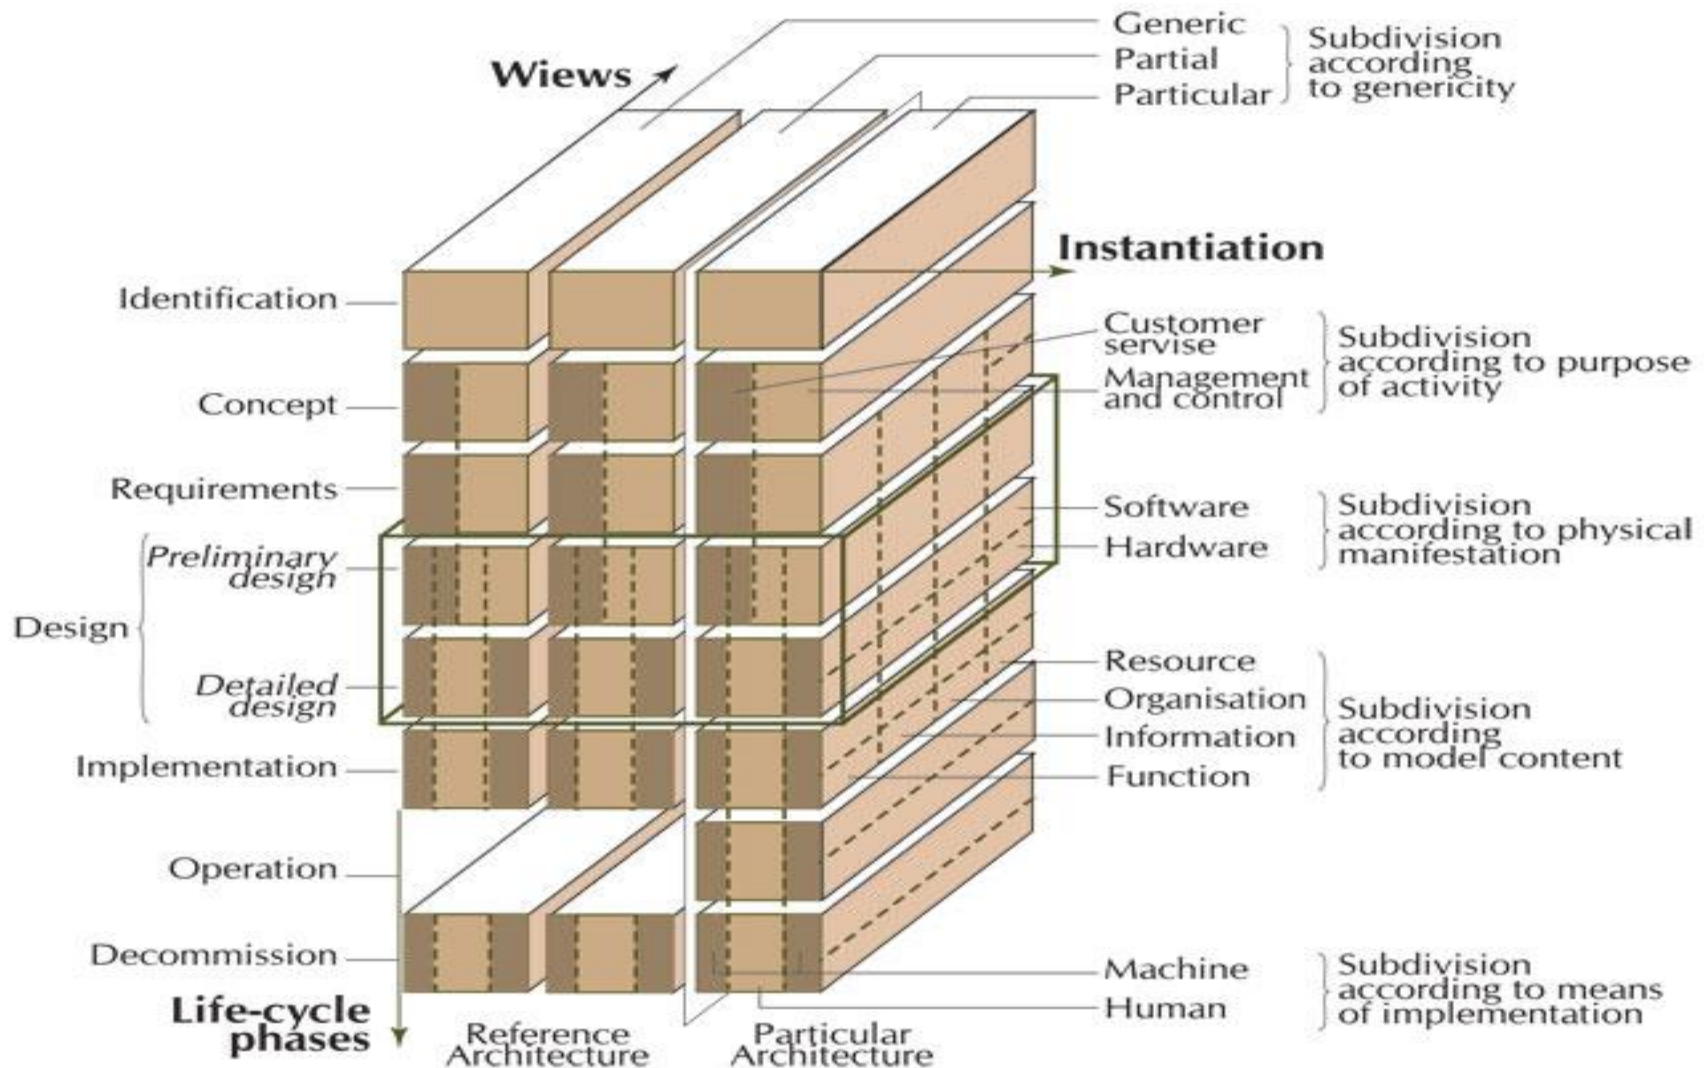 Generic
Partial
Particular
Subdivision
according
to genericity
Wiews
Instantiation
Identification
Concept
Requirements
Preliminary
design
Design
Detailed
design
Implementation
Operation
Decommission
Life-cycle
phases
Customer
servise
Management
and control
Subdivision
according to purpose
of activity
Software
Hardware
Subdivision
according to physical
manifestation
Resource
Organisation
Information
Function
Subdivision
according
to model content
Machine
Human
Subdivision
according to means
of implementation
Reference
Architecture
Particular
Architecture